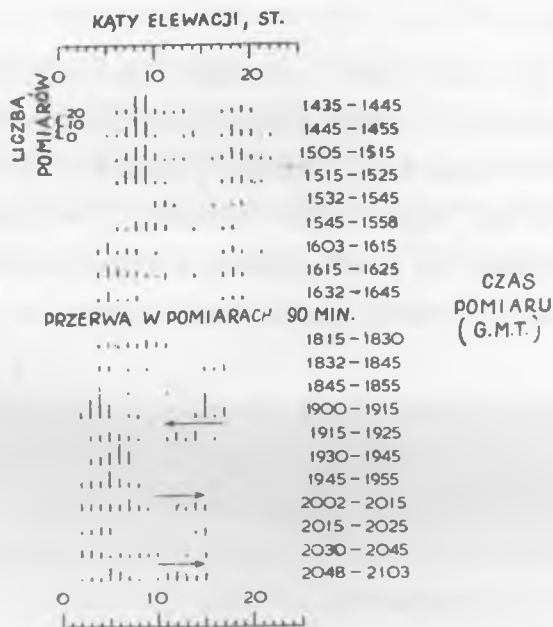 KĄTY ELEWACJI, ST.
0 10 20
LICZBA
POMIARÓW
20
10
0
1435-1445
1445-1455
1505-1515
1515-1525
1532-1545
1545-1558
1603-1615
1615-1625
1632-1645
PRZERWA W POMIARACH 90 MIN.
CZAS
POMIARU
(G.M.T.)
1815-1830
1832-1845
1845-1855
1900-1915
1915-1925
1930-1945
1945-1955
2002-2015
2015-2025
2030-2045
2048-2103
0 10 20